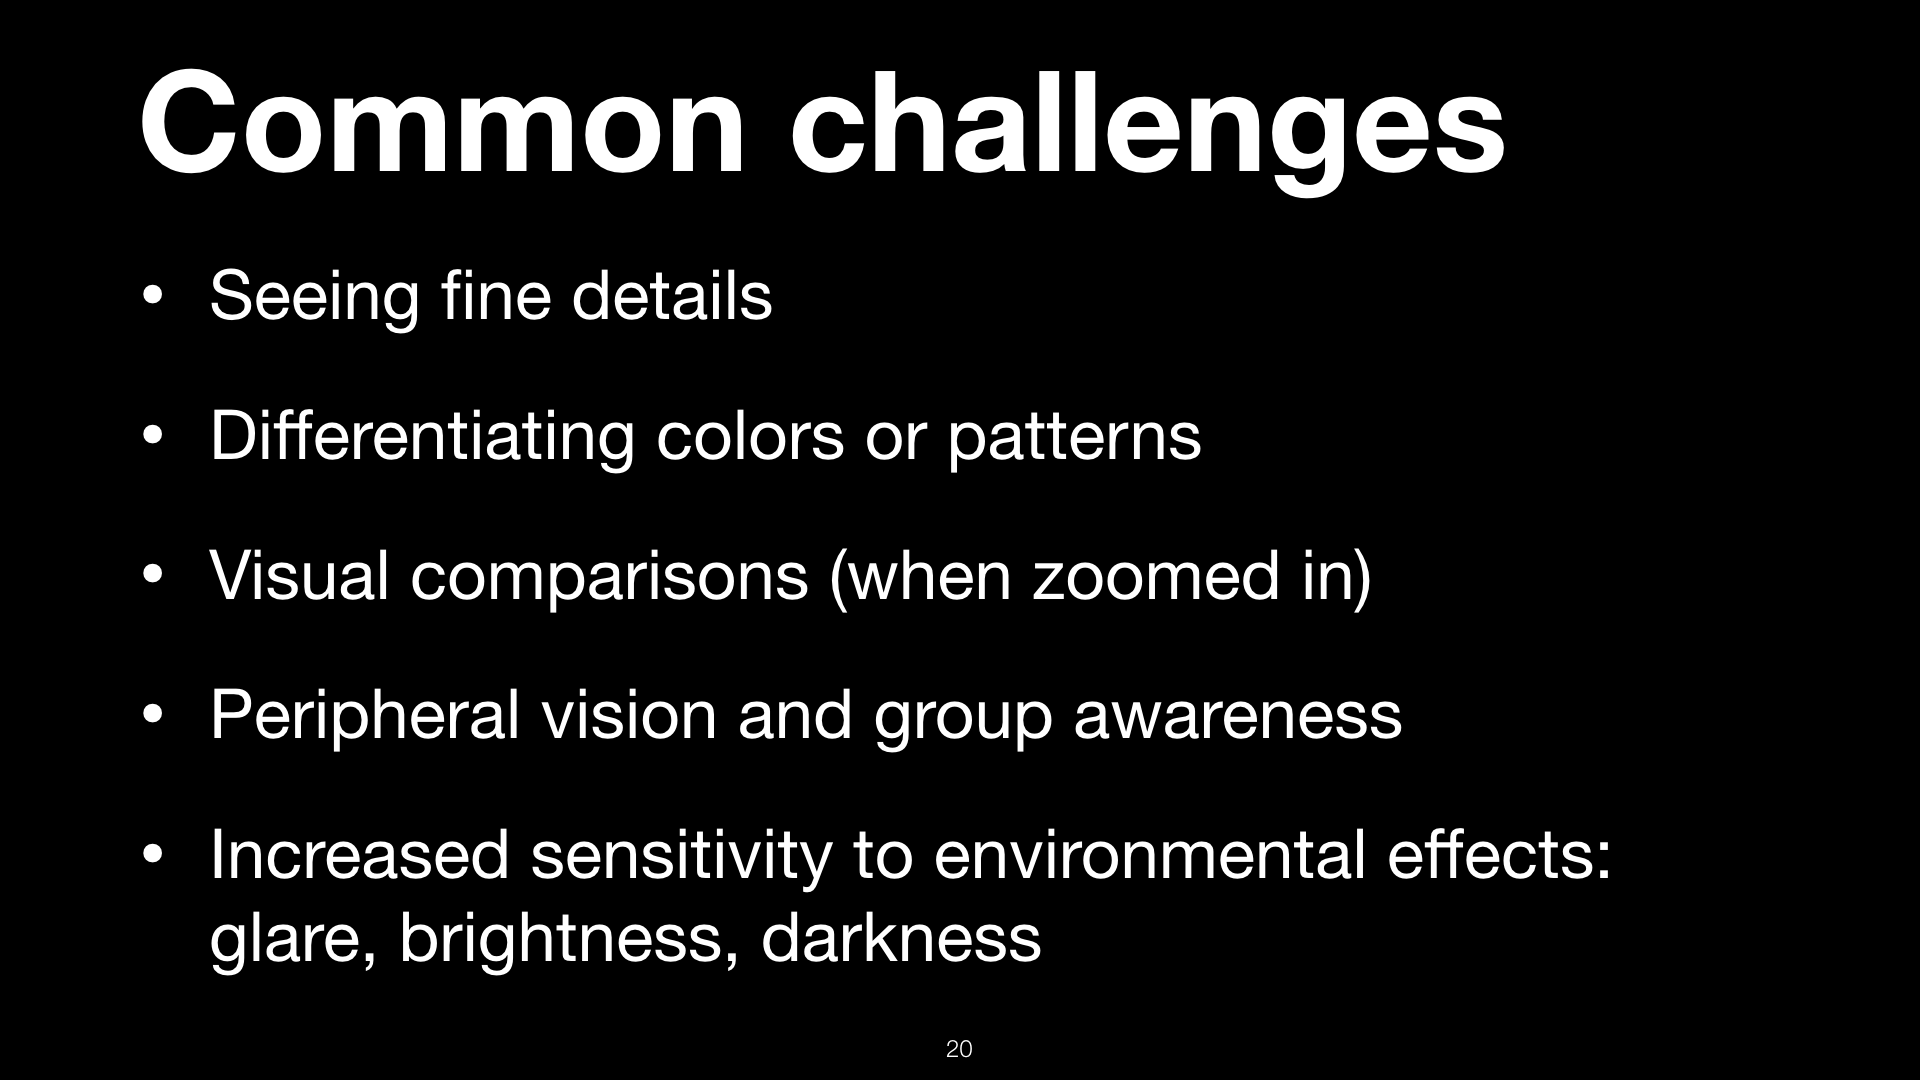 Common challenges
• Seeing fine details
• Differentiating colors or patterns
• Visual comparisons (when zoomed in)
• Peripheral vision and group awareness
• Increased sensitivity to environmental effects:
glare, brightness, darkness
20